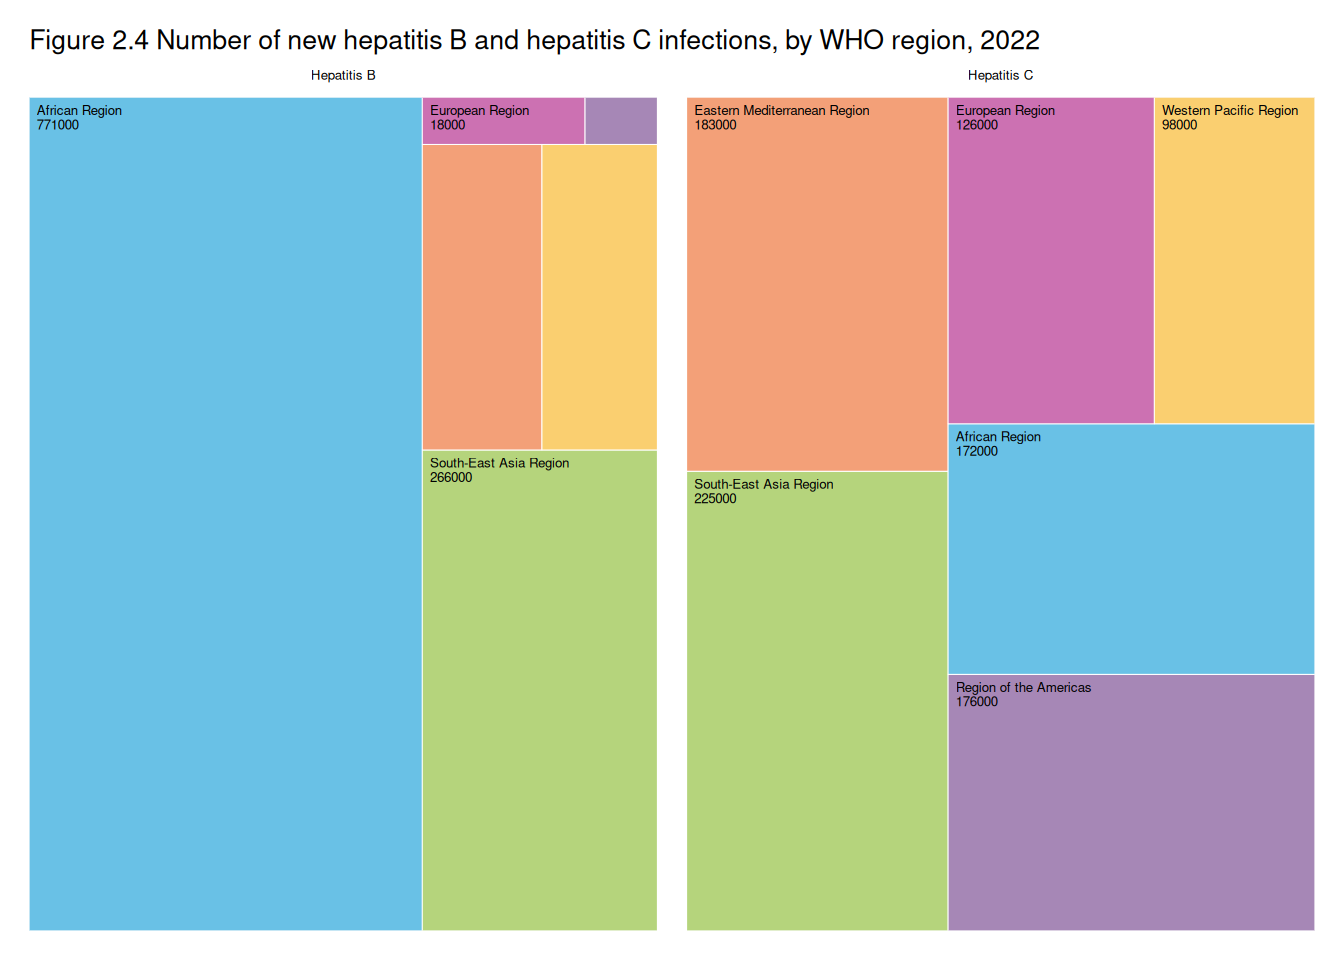 Figure 2.4 Number of new hepatitis B and hepatitis C infections, by WHO region, 2022
Hepatitis B
African Region
771000
European Region
18000
South-East Asia Region
266000
Hepatitis C
Eastern Mediterranean Region
183000
European Region
126000
Western Pacific Region
98000
African Region
172000
South-East Asia Region
225000
Region of the Americas
176000